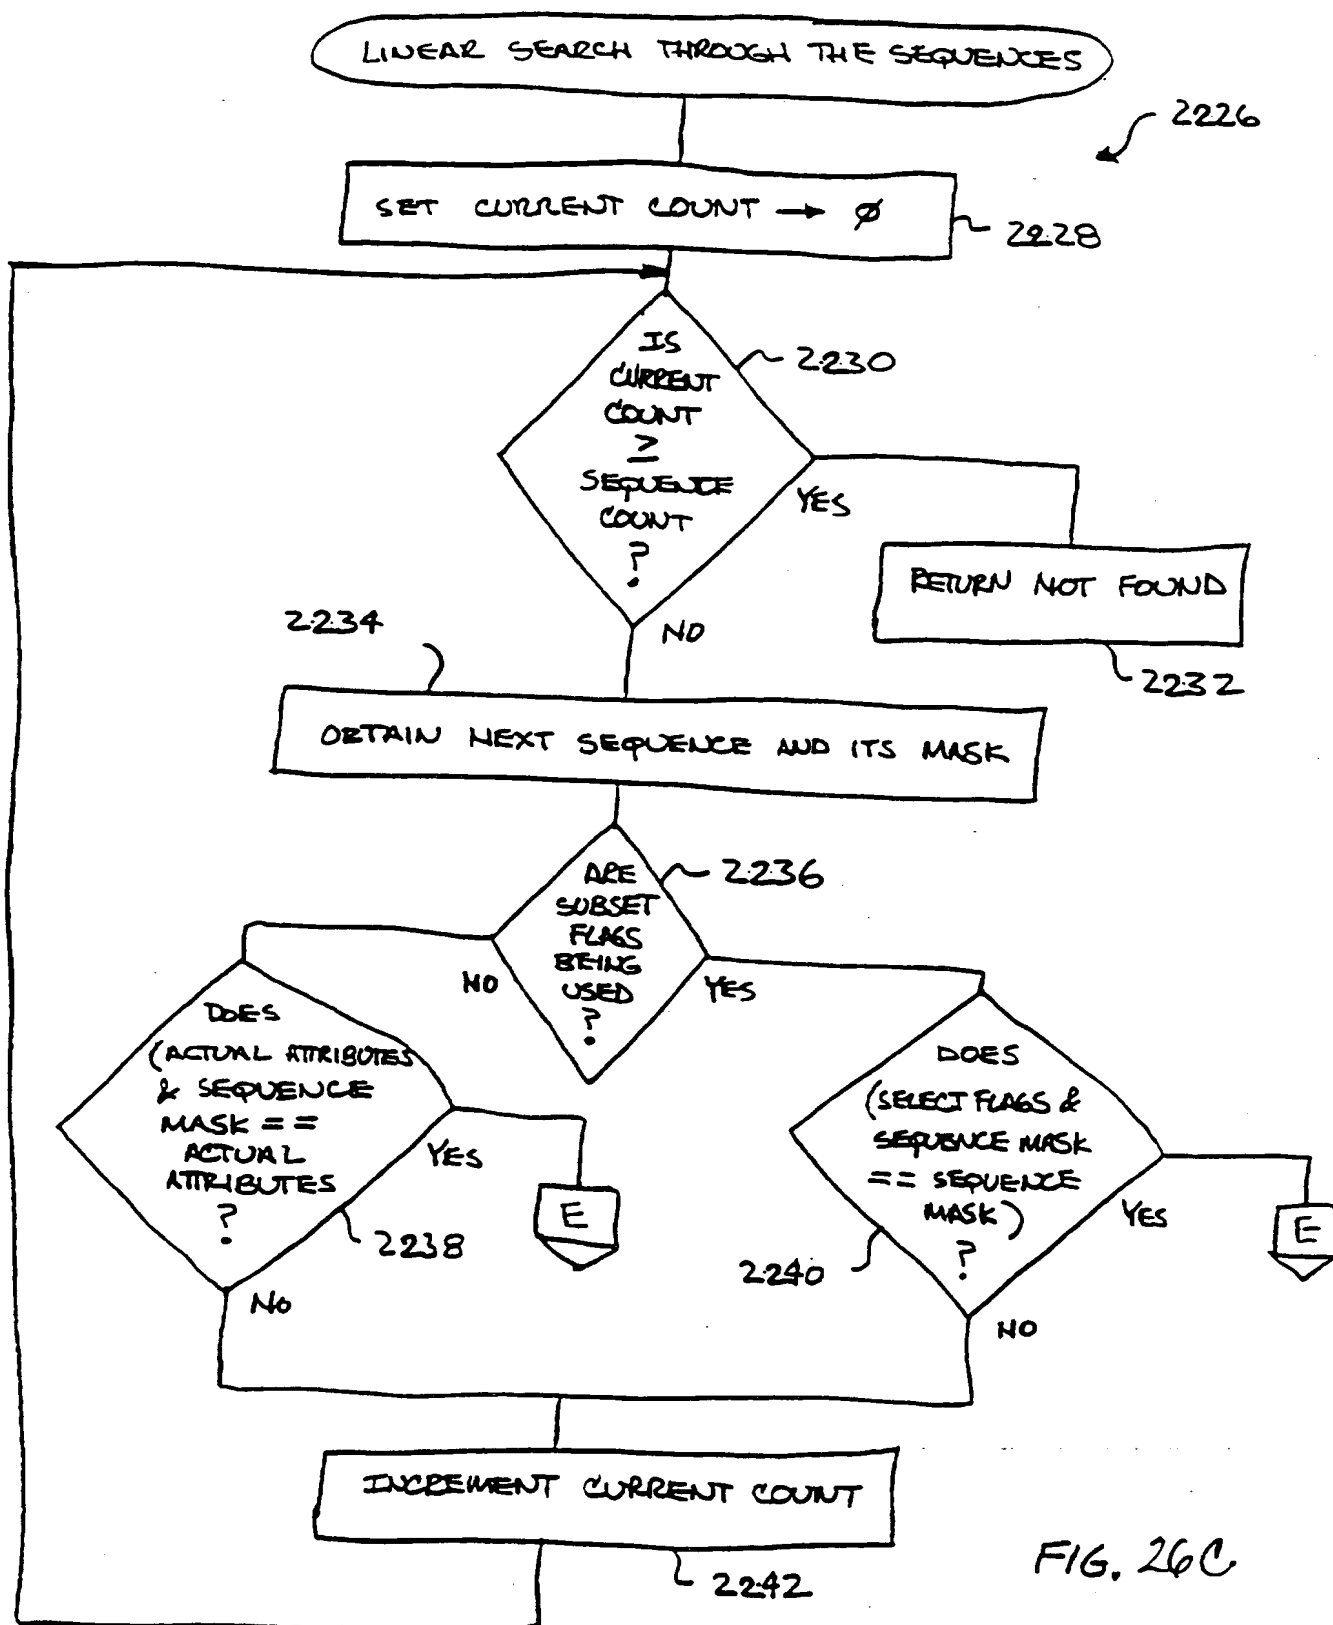 LINEAR SEARCH THROUGH THE SEQUENCES
2226
SET CURRENT COUNT → Ø
2228
IS
CURRENT
COUNT
≥
SEQUENCE
COUNT
?
2230
YES
RETURN NOT FOUND
2232
NO
2234
OBTAIN NEXT SEQUENCE AND ITS MASK
ARE
SUBSET
FLAGS
BEING
USED
?
2236
NO
YES
DOES
(ACTUAL ATTRIBUTES
& SEQUENCE
MASK ==
ACTUAL
ATTRIBUTES
?
YES
E
2238
NO
DOES
(SELECT FLAGS &
SEQUENCE MASK
== SEQUENCE
MASK)
?
YES
E
2240
NO
INCREMENT CURRENT COUNT
2242
FIG. 26C